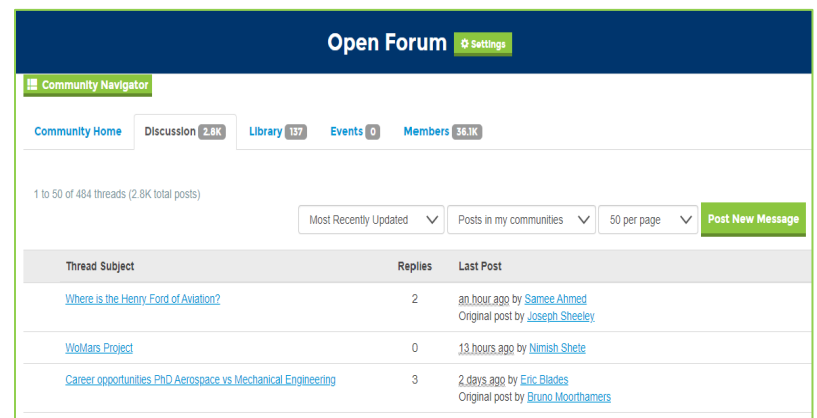 Open Forum Settings
Community Navigator
Community Home Discussion 2.8K Library 137 Events 0 Members 36.1K
1 to 50 of 484 threads (2.8K total posts)
Most Recently Updated Posts in my communities 50 per page Post New Message
Thread Subject Replies Last Post
Where is the Henry Ford of Aviation? 2 an hour ago by Samee Ahmed
Original post by Joseph Sheeley
WoMars Project 0 13 hours ago by Nimish Shete
Career opportunities PhD Aerospace vs Mechanical Engineering 3 2 days ago by Eric Blades
Original post by Bruno Moorthamers